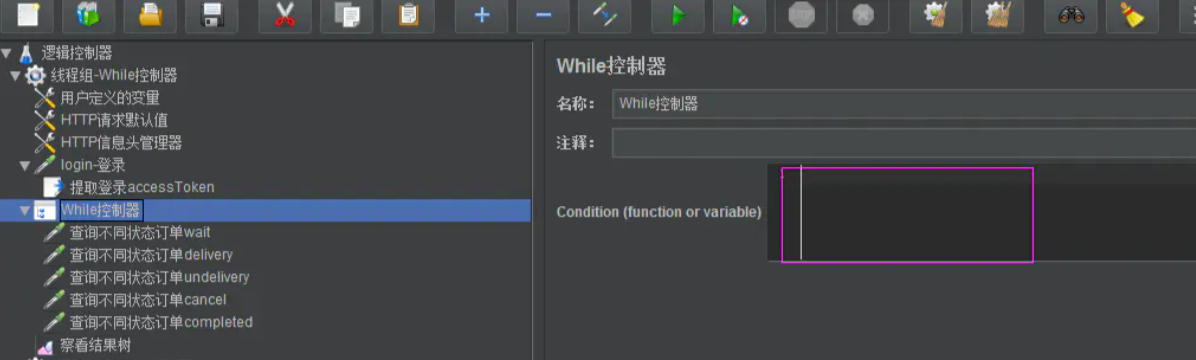 逻辑控制器
线程组-While控制器
用户定义的变量
HTTP请求默认值
HTTP信息头管理器
login-登录
提取登录accessToken
While控制器
查询不同状态订单wait
查询不同状态订单delivery
查询不同状态订单undelivery
查询不同状态订单cancel
查询不同状态订单completed
察看结果树
While控制器
名称： While控制器
注释：
Condition (function or variable)